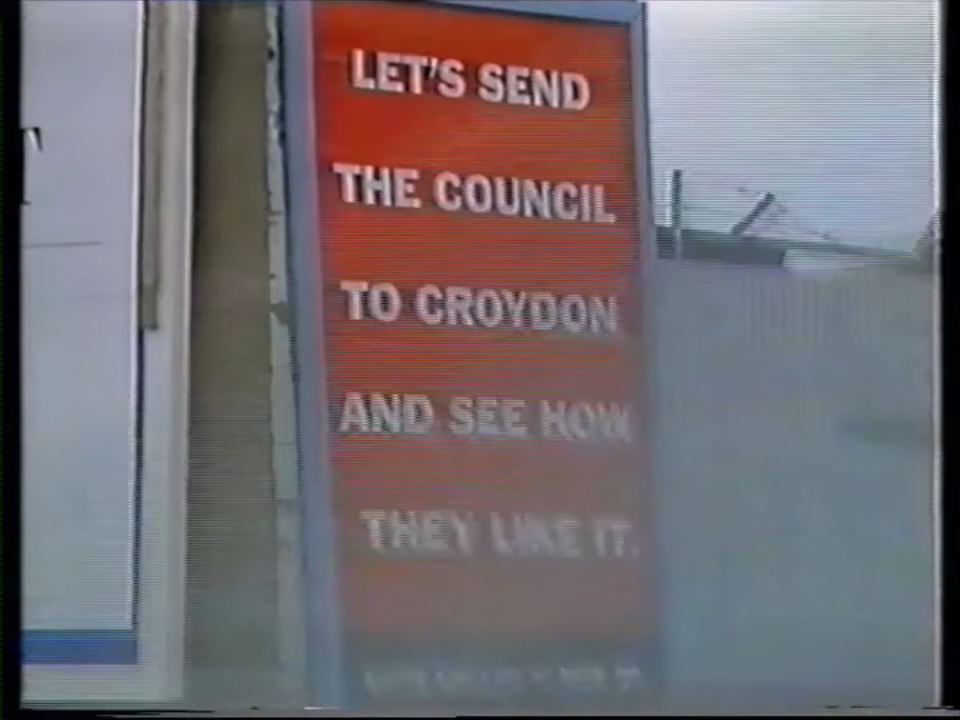 LET'S SEND
THE COUNCIL
TO CROYDON
AND SEE HOW
THEY LIKE IT.